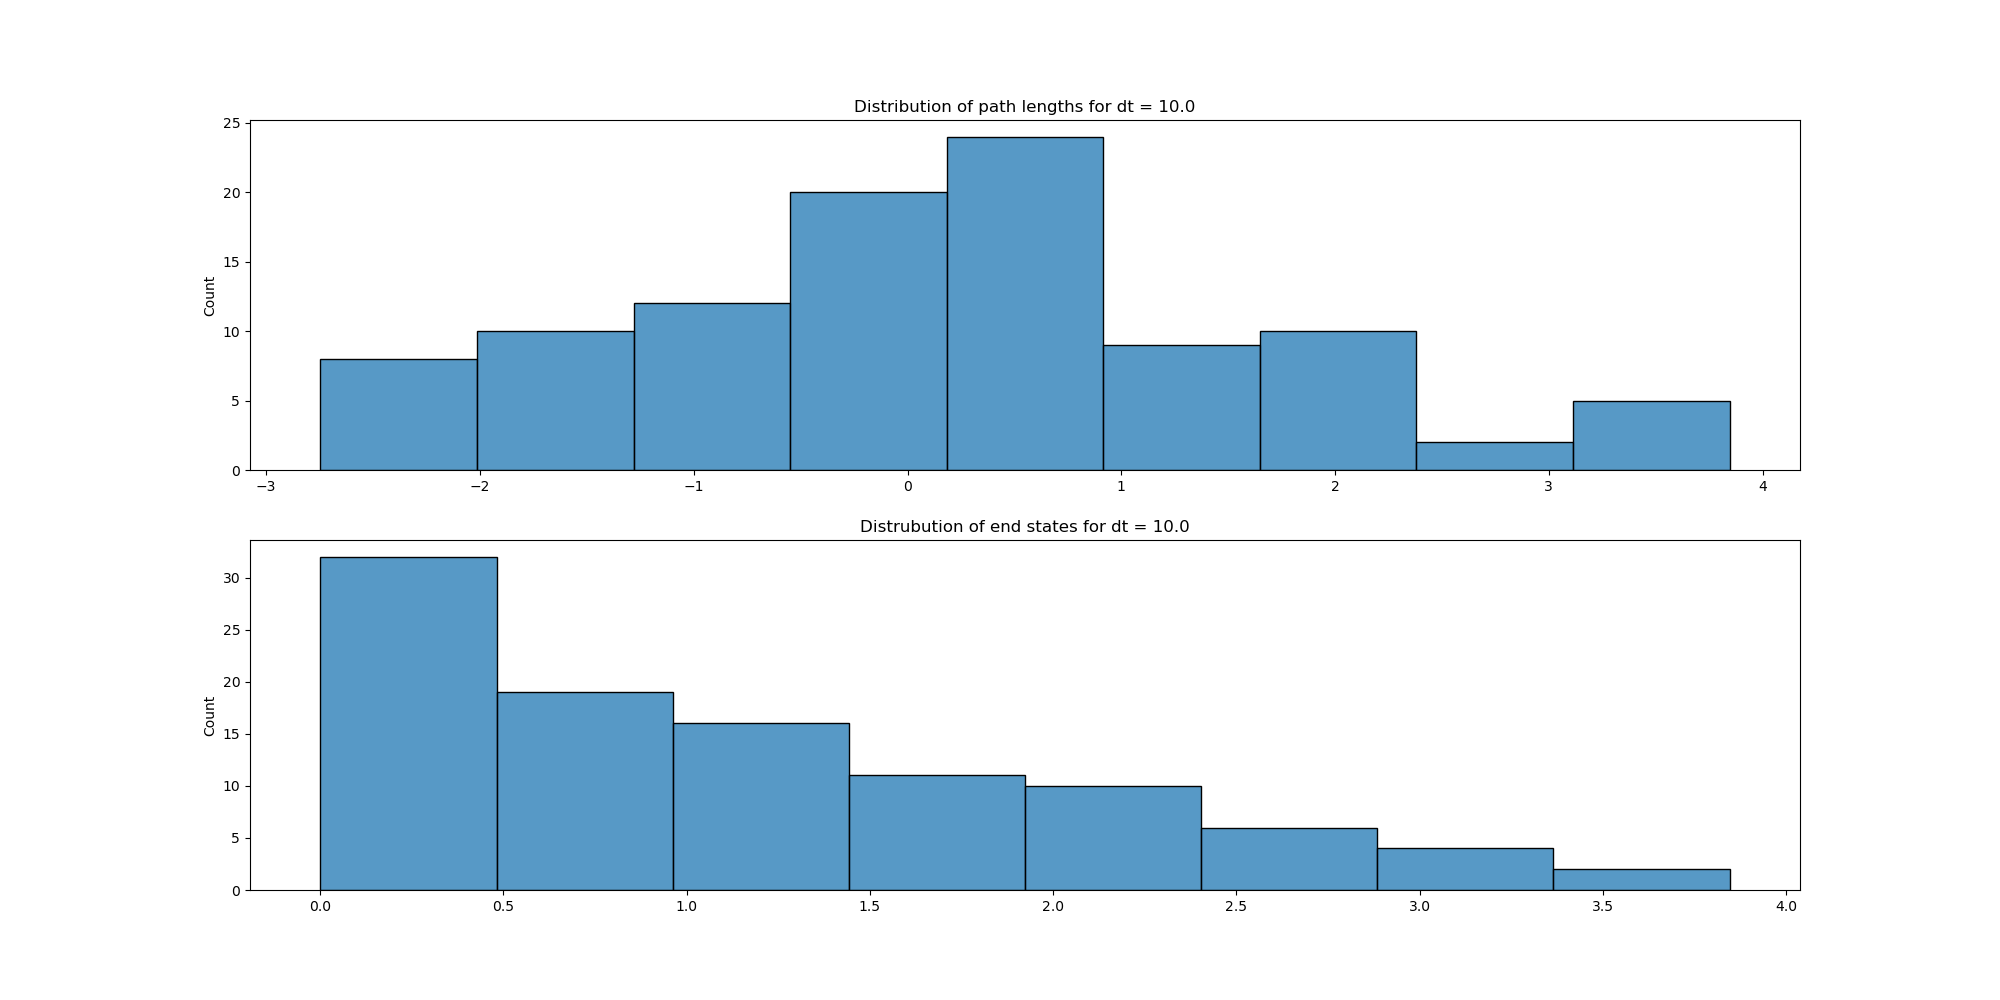 Distribution of path lengths for dt = 10.0
25
20
15
10
5
0
Count
−3 −2 −1 0 1 2 3 4
Distrubution of end states for dt = 10.0
30
25
20
15
10
5
0
Count
0.0 0.5 1.0 1.5 2.0 2.5 3.0 3.5 4.0